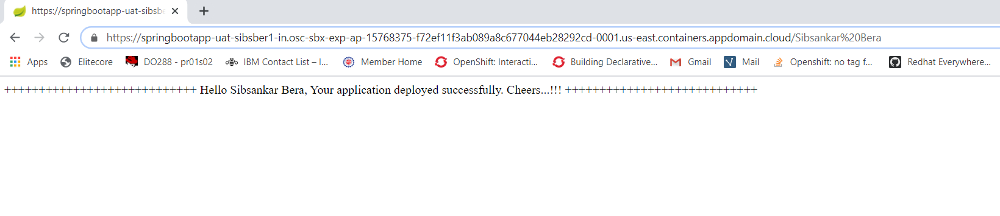 https://springbootapp-uat-sibsbe
https://springbootapp-uat-sibsber1-in.osc-sbx-exp-ap-15768375-f72ef11f3ab089a8c677044eb28292cd-0001.us-east.containers.appdomain.cloud/Sibsankar%20Bera
Apps Elitecore DO288 - pr01s02 IBM Contact List – I... Member Home OpenShift: Interacti... Building Declarative... Gmail Mail Openshift: no tag f... Redhat Everywhere...
++++++++++++++++++++++++++++ Hello Sibsankar Bera, Your application deployed successfully. Cheers...!!! ++++++++++++++++++++++++++++